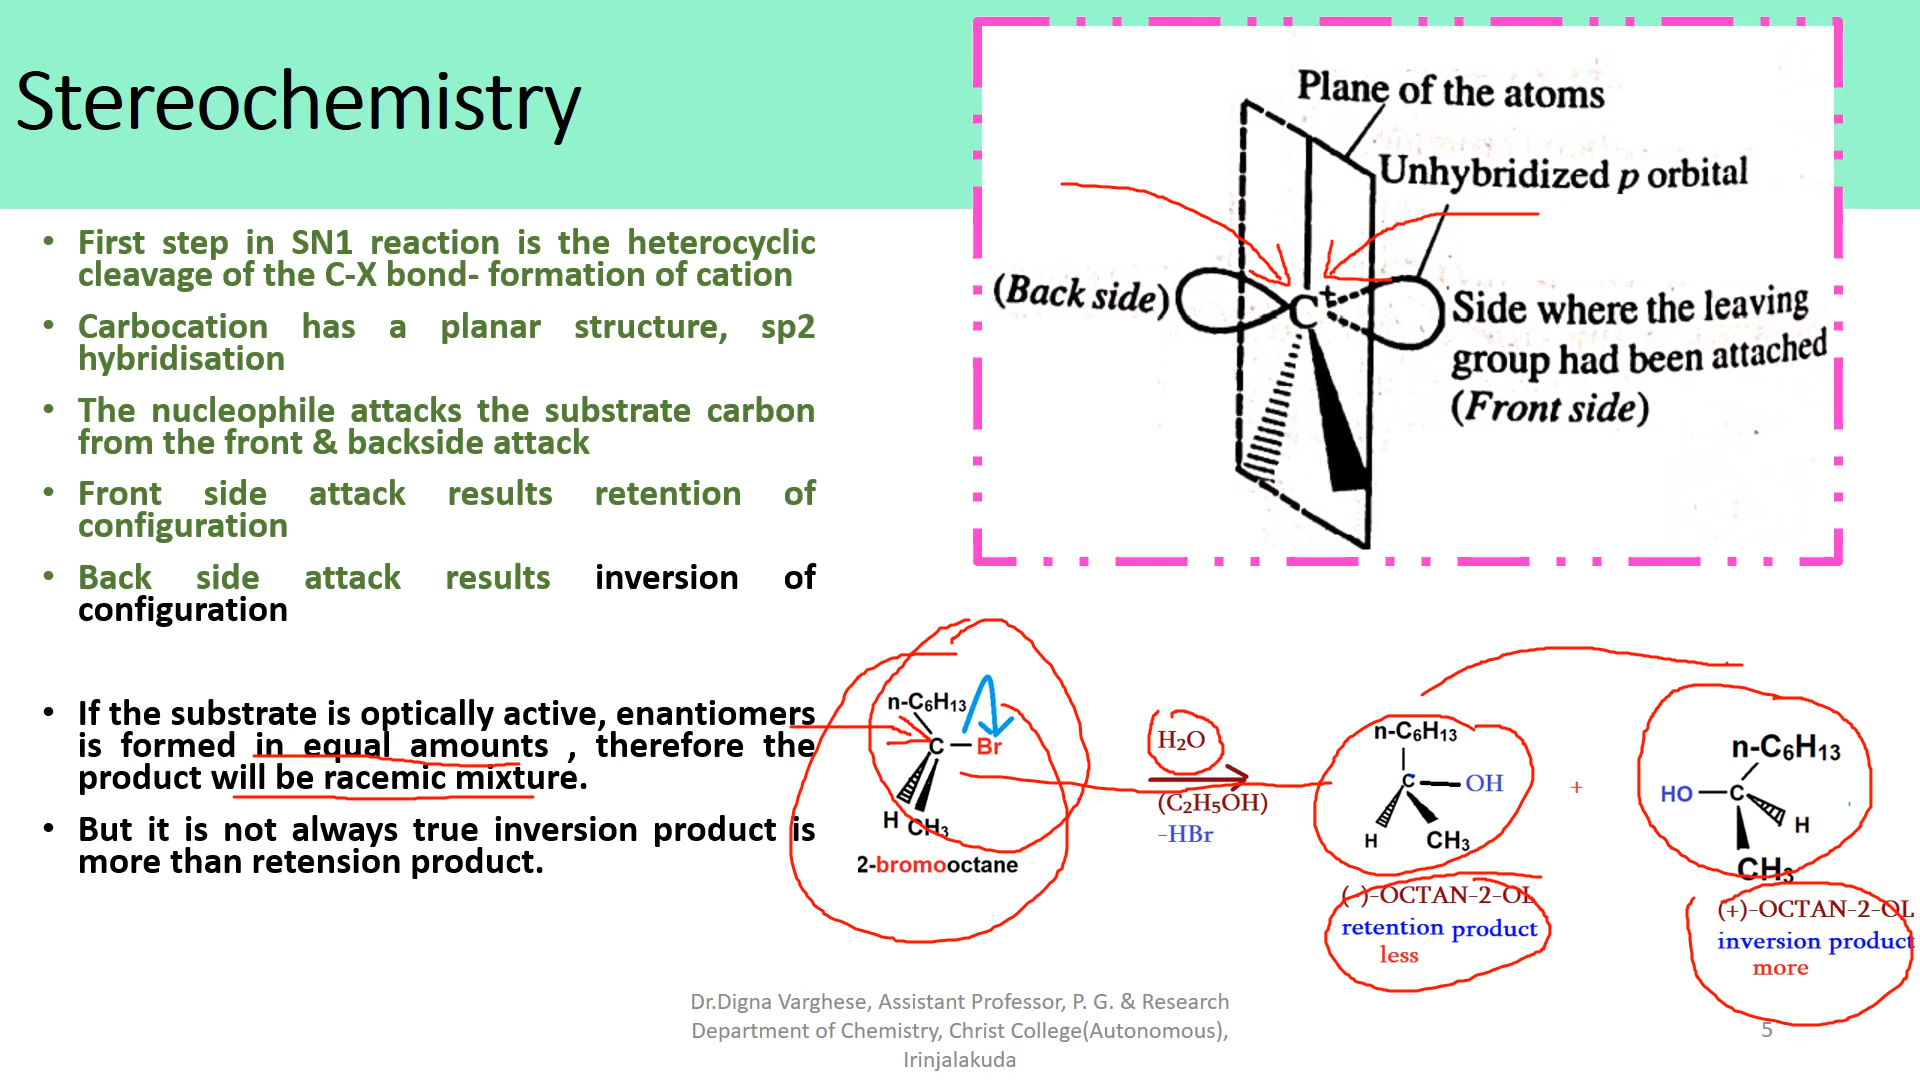 Stereochemistry
• First step in SN1 reaction is the heterocyclic
cleavage of the C-X bond- formation of cation
• Carbocation has a planar structure, sp2
hybridisation
• The nucleophile attacks the substrate carbon
from the front & backside attack
• Front side attack results retention of
configuration
• Back side attack results inversion of
configuration
• If the substrate is optically active, enantiomers
is formed in equal amounts , therefore the
product will be racemic mixture.
• But it is not always true inversion product is
more than retension product.
Plane of the atoms
Unhybridized p orbital
(Back side)
C+
Side where the leaving
group had been attached
(Front side)
n-C₆H₁₃
C Br
H CH₃
2-bromooctane
H₂O
(C₂H₅OH)
-HBr
n-C₆H₁₃
C OH
H CH₃
(-)-OCTAN-2-OL
retention product
less
+
n-C₆H₁₃
HO C
H
CH₃
(+)-OCTAN-2-OL
inversion product
more
Dr.Digna Varghese, Assistant Professor, P. G. & Research
Department of Chemistry, Christ College(Autonomous),
Irinjalakuda
5